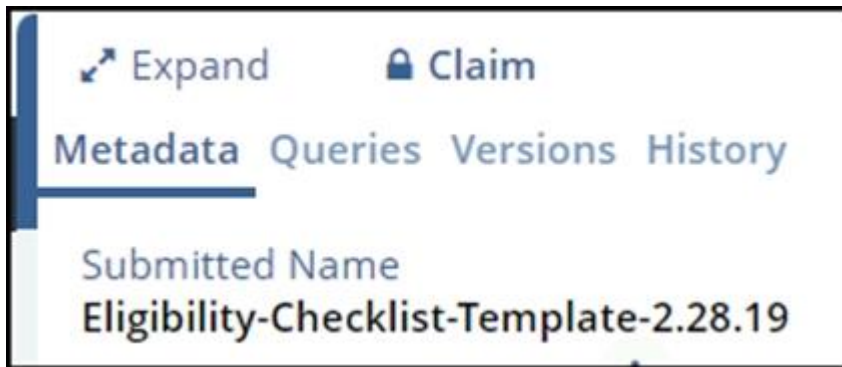 Expand Claim
Metadata Queries Versions History
Submitted Name
Eligibility-Checklist-Template-2.28.19